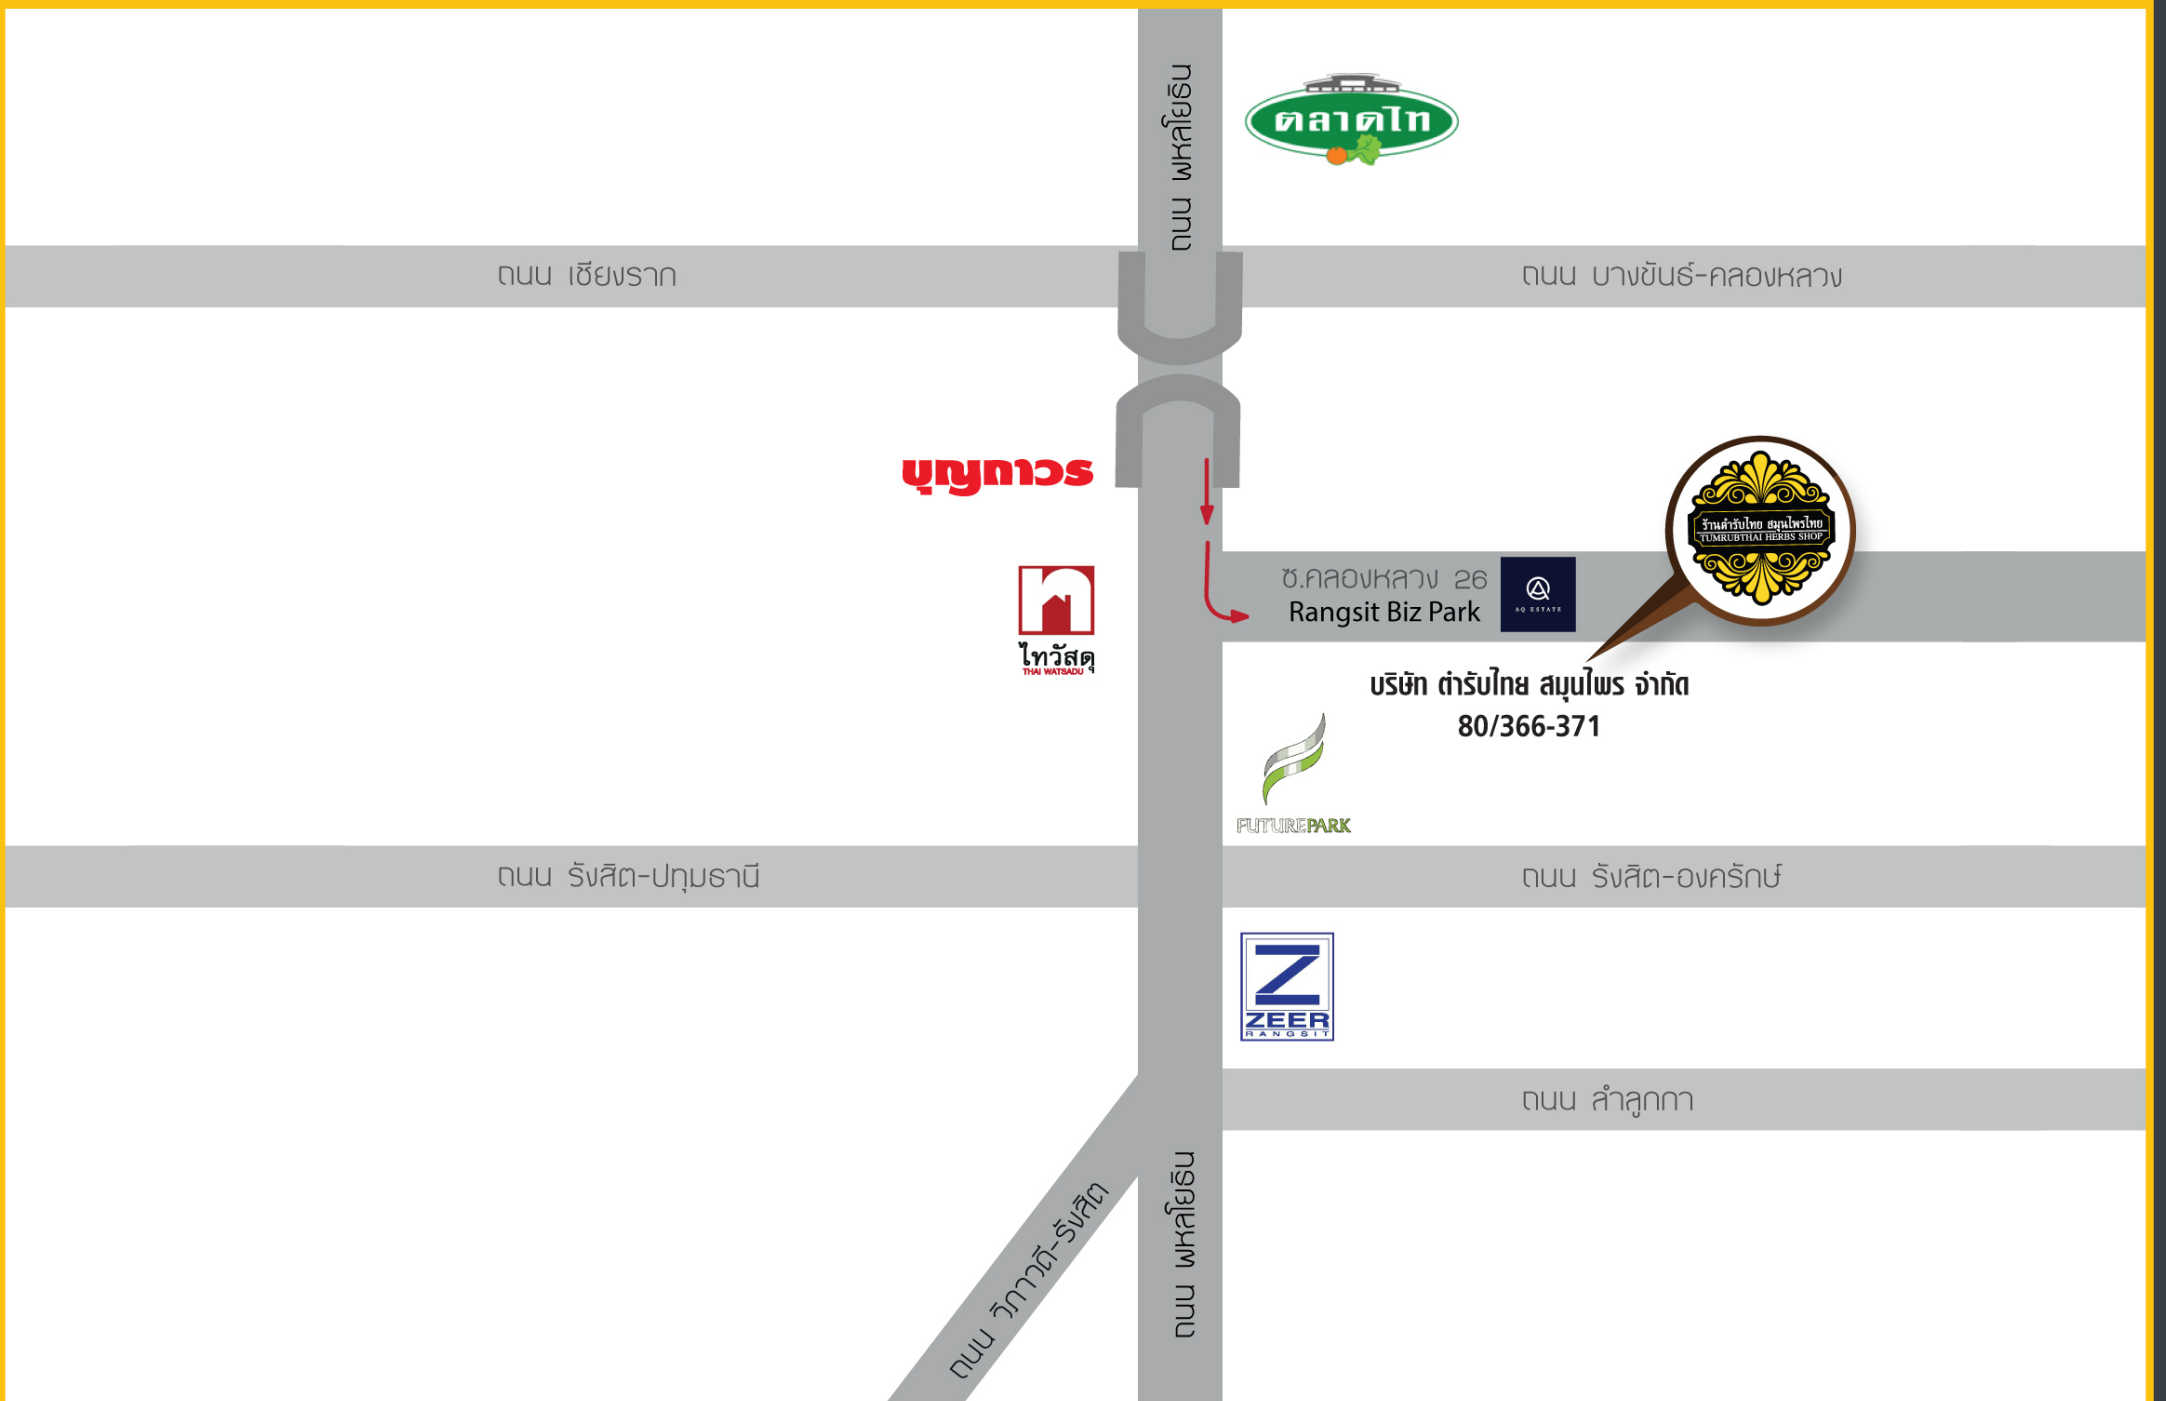 ถนน พหลโยธิน
ตลาดไท
ถนน เชียงราก
ถนน บางขันธ์-คลองหลวง
บุญถาวร
ร้านตำรับไทย สมุนไพรไทย
TUMRUBTHAI HERBS SHOP
ซ.คลองหลวง 26
Rangsit Biz Park
AQ ESTATE
ไทวัสดุ
THAI WATSADU
บริษัท ตำรับไทย สมุนไพร จำกัด
80/366-371
FUTUREPARK
ถนน รังสิต-ปทุมธานี
ถนน รังสิต-องครักษ์
Z
ZEER
RANGSIT
ถนน ลำลูกกา
ถนน วิภาวดี-รังสิต
ถนน พหลโยธิน